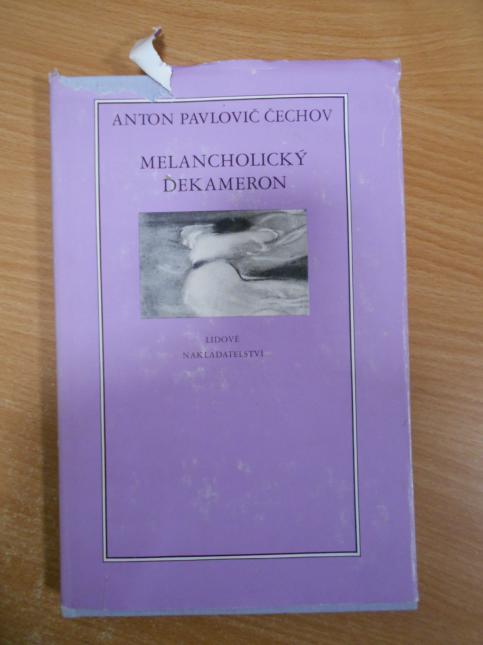 ANTON PAVLOVIČ ČECHOV
MELANCHOLICKÝ
DEKAMERON
LIDOVÉ
NAKLADATELSTVÍ